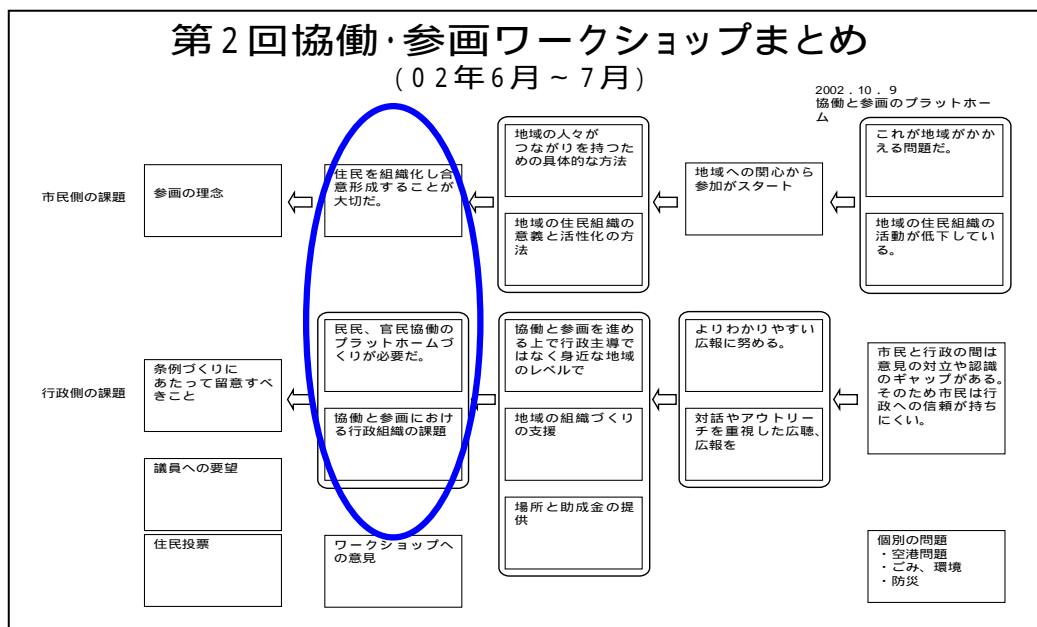 第2回協働・参画ワークショップまとめ
(02年6月~7月)
2002.10.9
協働と参画のプラットホー
ム
市民側の課題
参画の理念
住民を組織化し合
意形成することが
大切だ。
地域の人々が
つながりを持つた
めの具体的な方法
地域の住民組織の
意義と活性化の方
法
地域への関心から
参加がスタート
これが地域がかか
える問題だ。
地域の住民組織の
活動が低下してい
る。
行政側の課題
条例づくりに
あたって留意すべ
きこと
民民、官民協働の
プラットホームづ
くりが必要だ。
協働と参画におけ
る行政組織の課題
協働と参画を進め
る上で行政主導で
はなく身近な地域
のレベルで
地域の組織づくり
の支援
場所と助成金の提
供
よりわかりやすい
広報に努める。
対話やアウトリー
チを重視した広聴、
広報を
市民と行政の間は
意見の対立や認識
のギャップがある。
そのため市民は行
政への信頼が持ち
にくい。
議員への要望
住民投票
ワークショップへ
の意見
個別の問題
・空港問題
・ごみ、環境
・防災